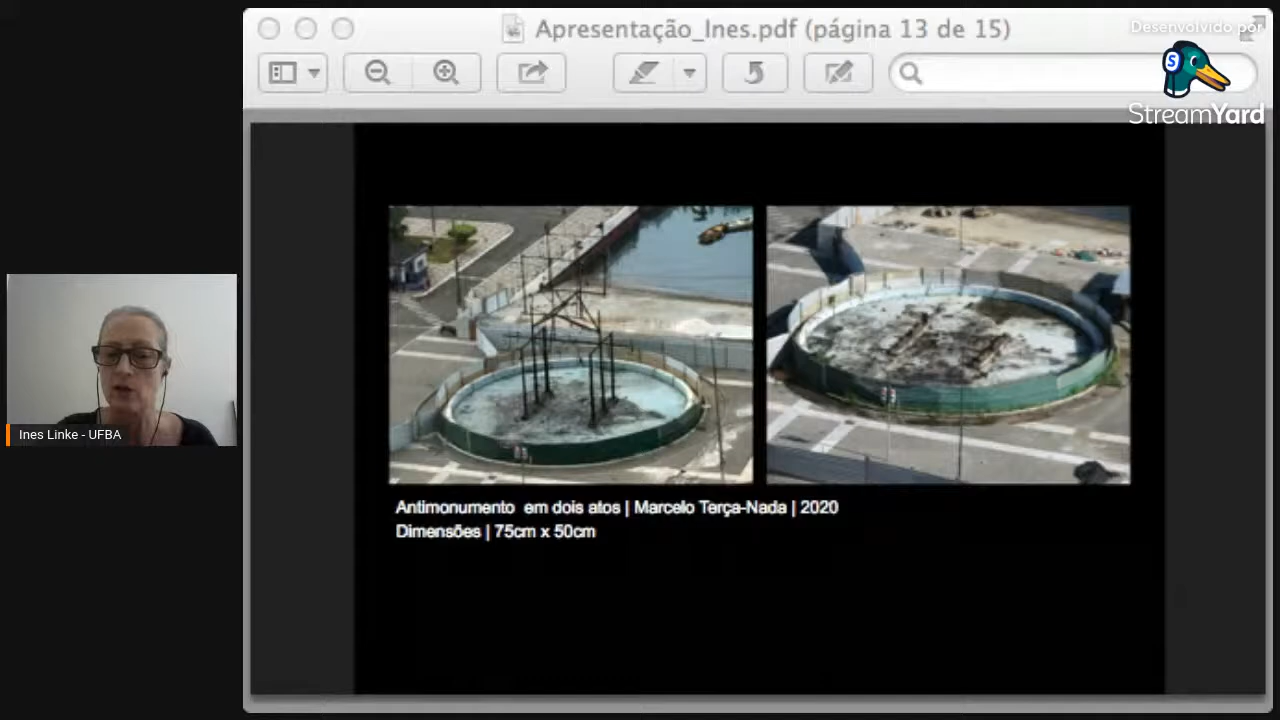 Apresentação_Ines.pdf (página 13 de 15)
Desenvolvido por
S
StreamYard
Antimonumento em dois atos | Marcelo Terça-Nada | 2020
Dimensões | 75cm x 50cm
Ines Linke - UFBA